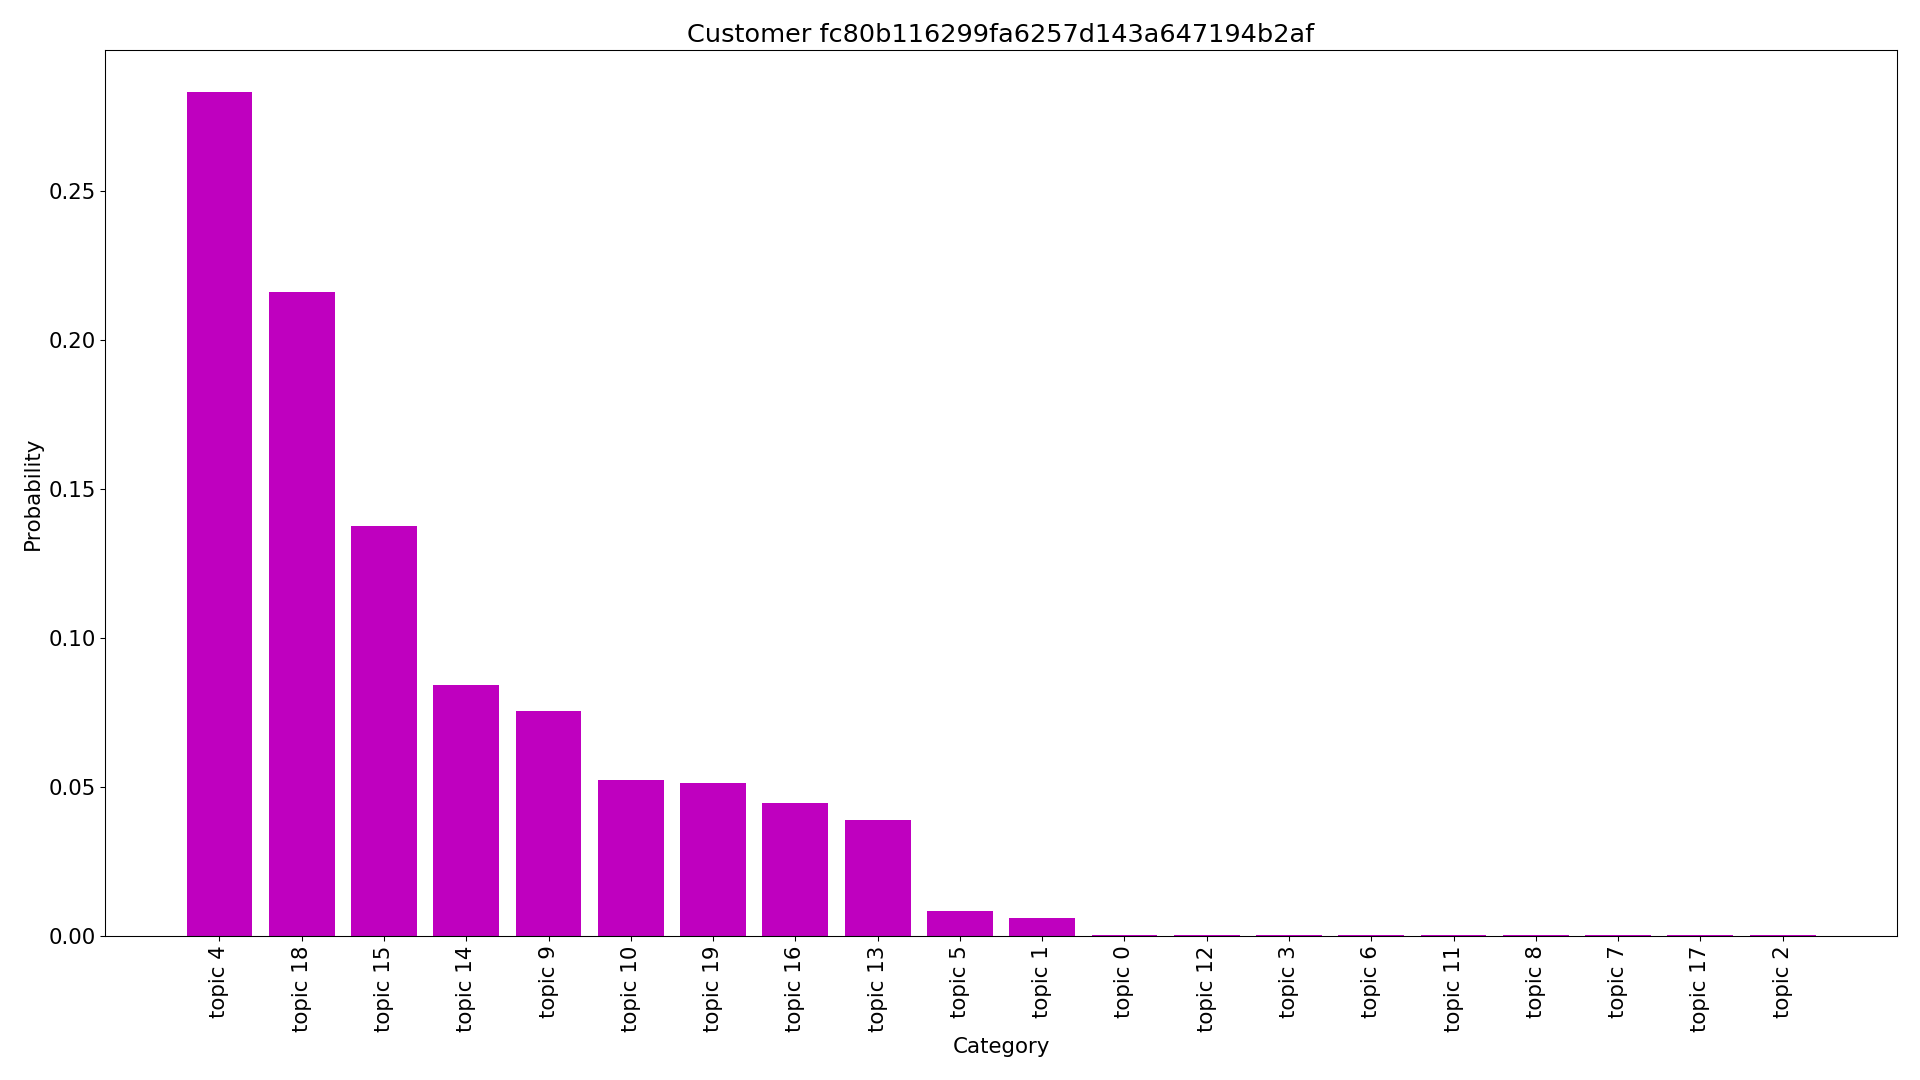 Customer fc80b116299fa6257d143a647194b2af
Probability
0.25
0.20
0.15
0.10
0.05
0.00
topic 4
topic 18
topic 15
topic 14
topic 9
topic 10
topic 19
topic 16
topic 13
topic 5
topic 1
topic 0
topic 12
topic 3
topic 6
topic 11
topic 8
topic 7
topic 17
topic 2
Category